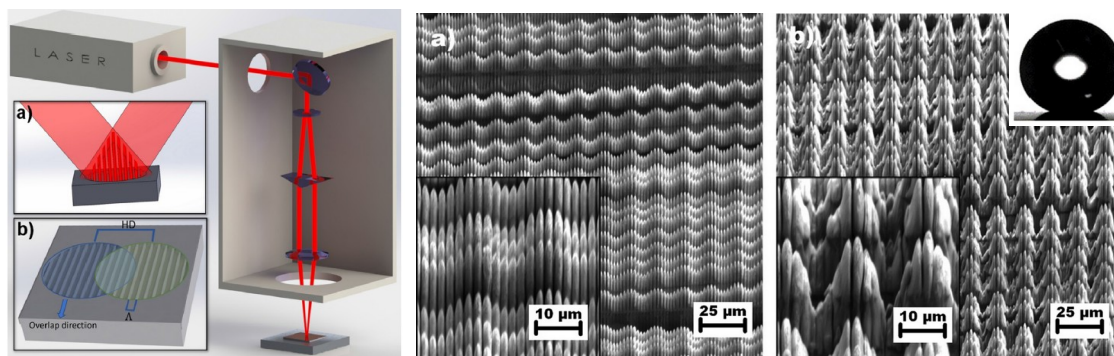 LASER
a)
b)
HD
Λ
Overlap direction
a)
10 µm
25 µm
b)
10 µm
25 µm